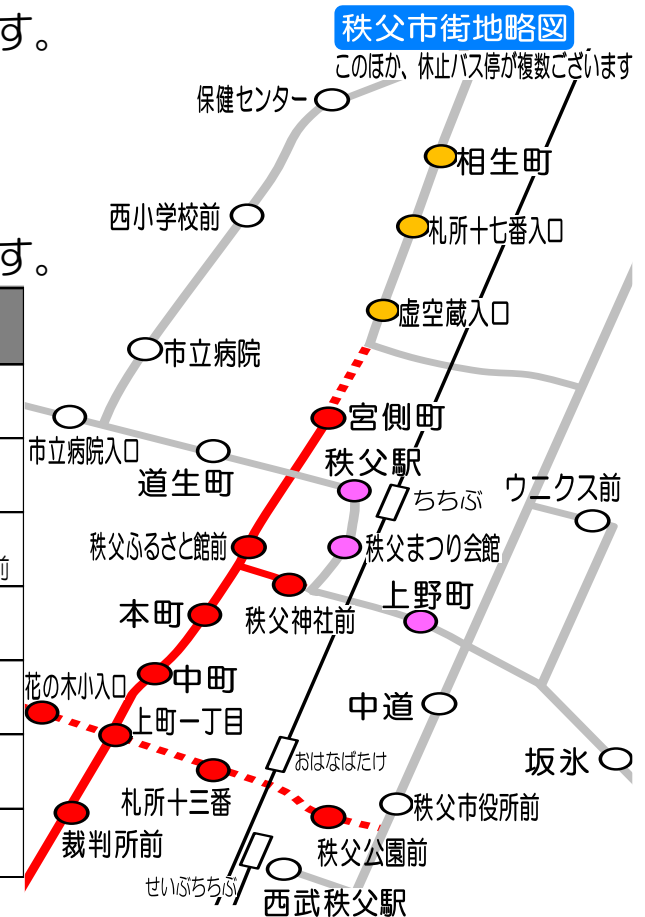 す。
秩父市街地略図
このほか、休止バス停が複数ございます
保健センター
相生町
西小学校前
札所十七番入口
す。
虚空蔵入口
市立病院
宮側町
市立病院入口
道生町
秩父駅
ちちぶ
ウニクス前
秩父ふるさと館前
秩父まつり会館
前
上野町
本町
秩父神社前
花の木小入口
中町
上町一丁目
中道
おはなばたけ
坂氷
札所十三番
秩父市役所前
裁判所前
秩父公園前
せいぶちちぶ
西武秩父駅